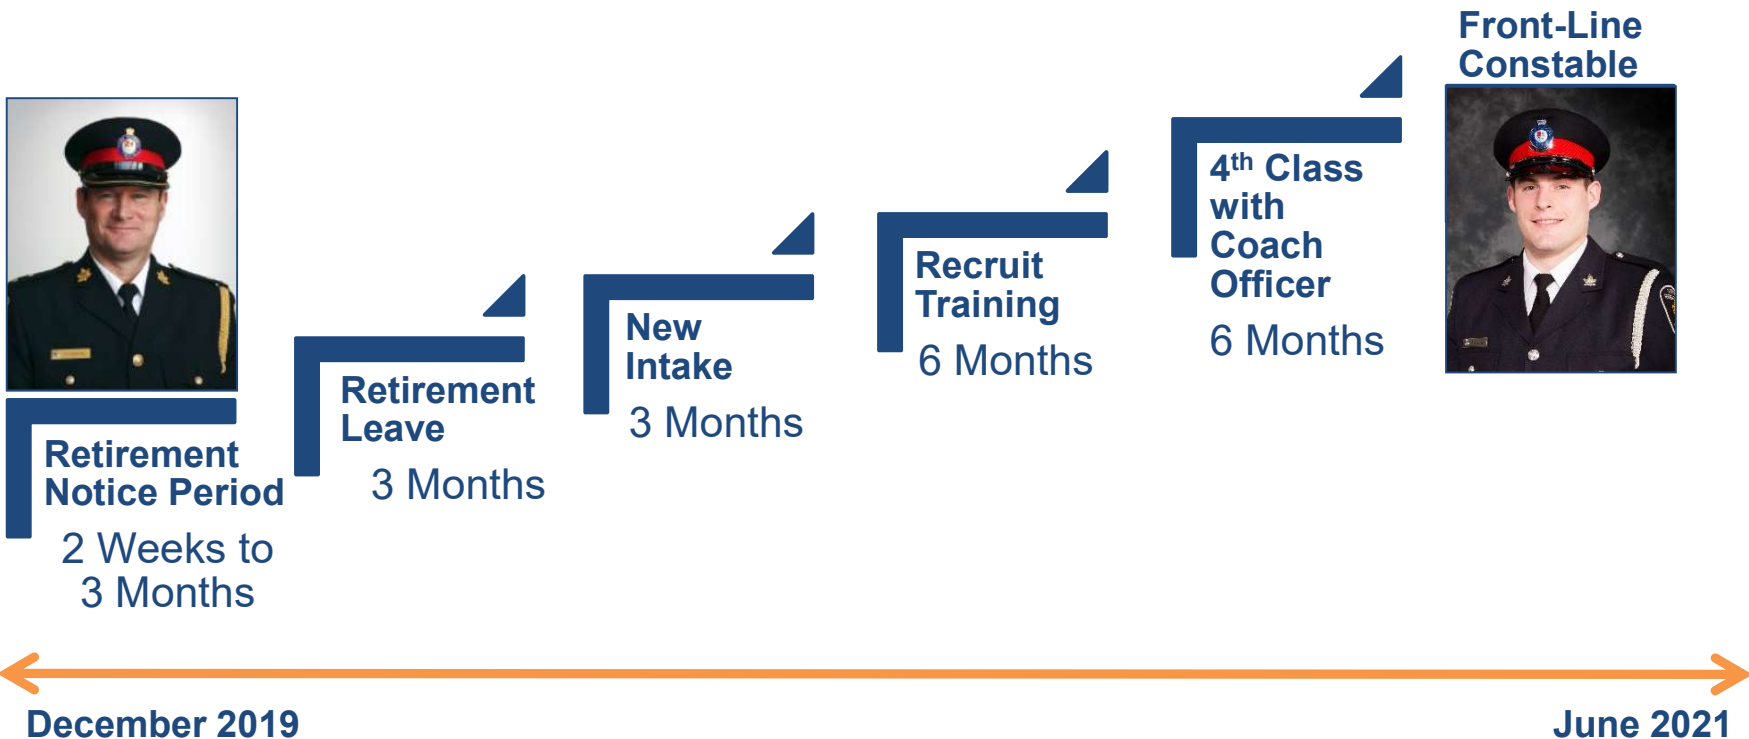 Retirement
Notice Period
2 Weeks to
3 Months
Retirement
Leave
3 Months
New
Intake
3 Months
Recruit
Training
6 Months
4th Class
with
Coach
Officer
6 Months
Front-Line
Constable
December 2019
June 2021